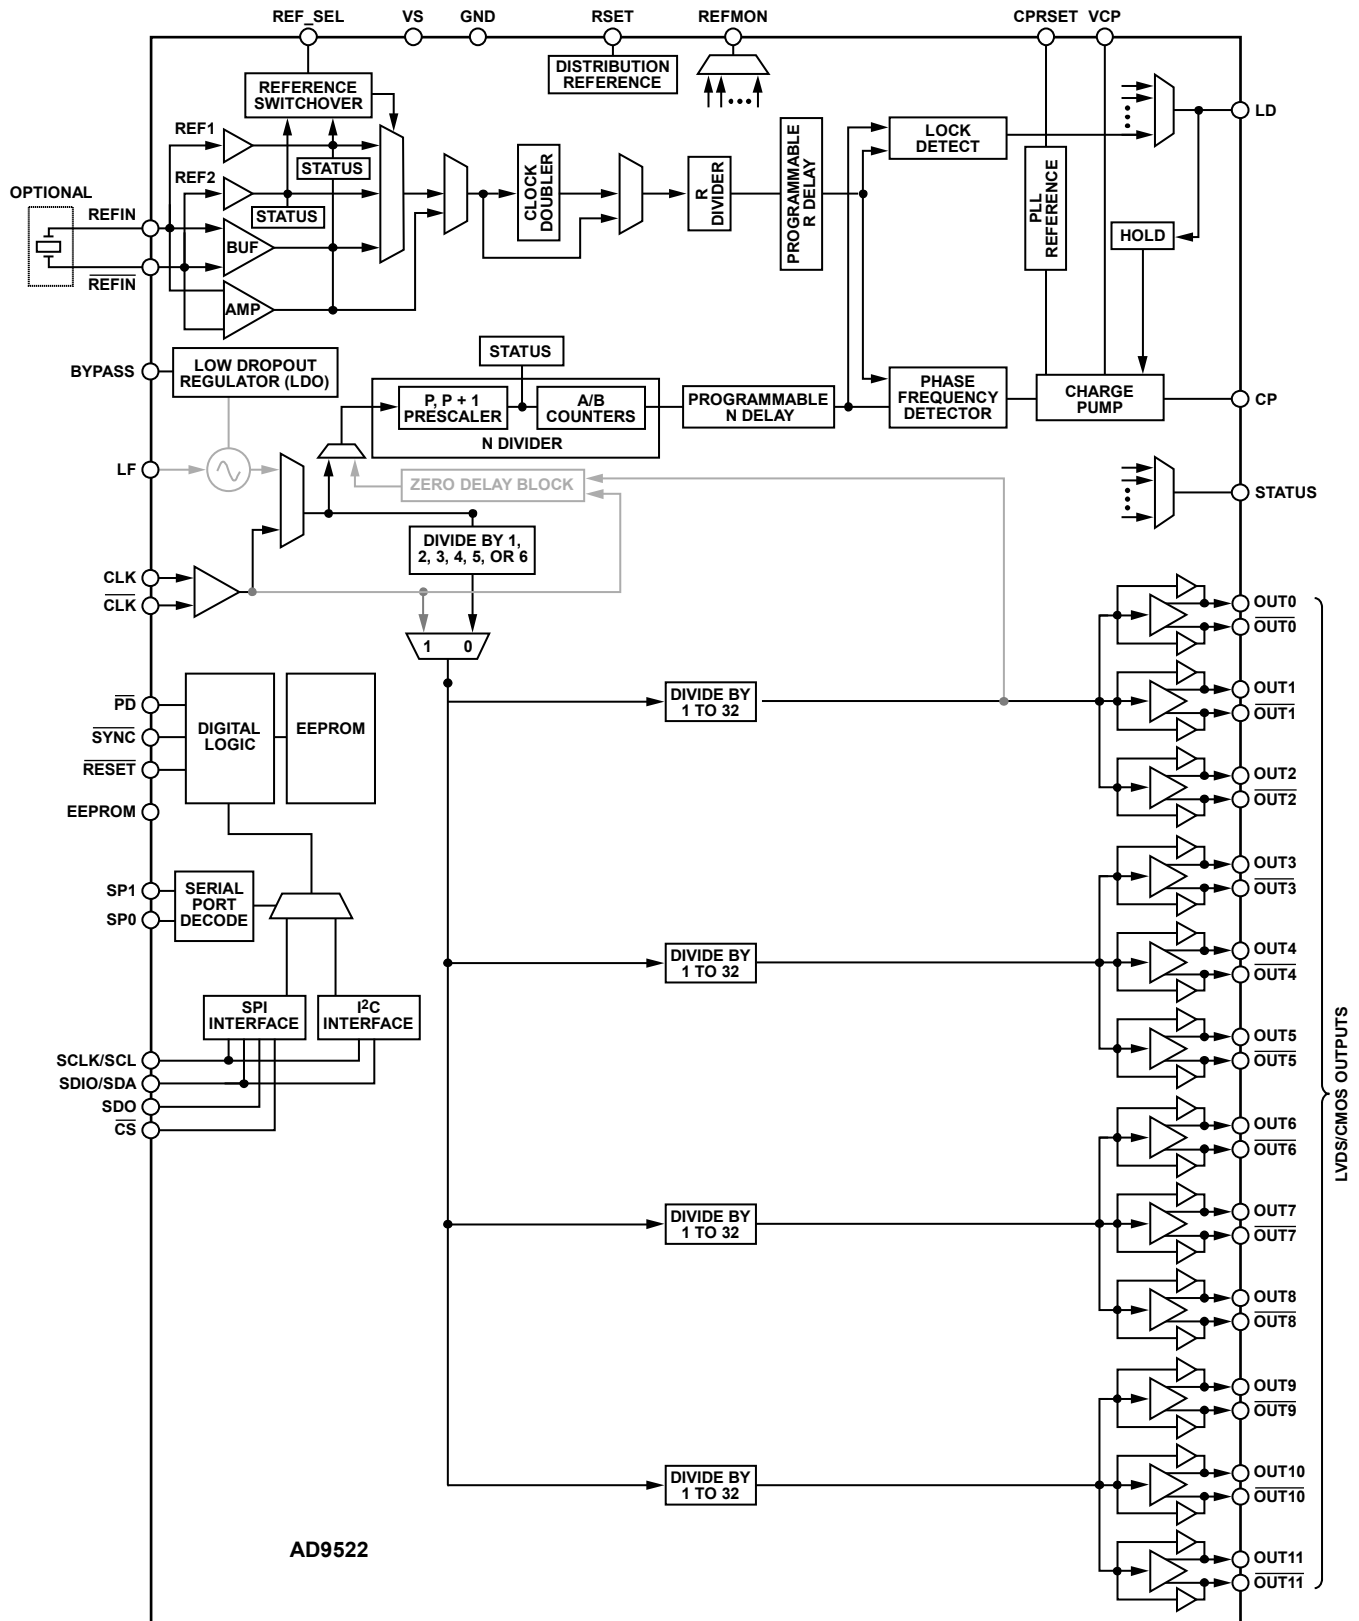 REF_SEL
VS
GND
RSET
REFMON
CPRSET
VCP
REFERENCE
SWITCHOVER
DISTRIBUTION
REFERENCE
LD
REF1
STATUS
REF2
STATUS
OPTIONAL
REFIN
REFIN
BUF
AMP
CLOCK
DOUBLER
R
DIVIDER
PROGRAMMABLE
R DELAY
LOCK
DETECT
PLL
REFERENCE
HOLD
BYPASS
LOW DROPOUT
REGULATOR (LDO)
STATUS
P, P + 1
PRESCALER
A/B
COUNTERS
N DIVIDER
PROGRAMMABLE
N DELAY
PHASE
FREQUENCY
DETECTOR
CHARGE
PUMP
CP
LF
ZERO DELAY BLOCK
STATUS
DIVIDE BY 1,
2, 3, 4, 5, OR 6
CLK
CLK
1 0
OUT0
OUT0
PD
SYNC
RESET
EEPROM
DIGITAL
LOGIC
EEPROM
DIVIDE BY
1 TO 32
OUT1
OUT1
OUT2
OUT2
SP1
SP0
SERIAL
PORT
DECODE
OUT3
OUT3
DIVIDE BY
1 TO 32
OUT4
OUT4
SPI
INTERFACE
I2C
INTERFACE
OUT5
OUT5
SCLK/SCL
SDIO/SDA
SDO
CS
LVDS/CMOS OUTPUTS
OUT6
OUT6
DIVIDE BY
1 TO 32
OUT7
OUT7
OUT8
OUT8
OUT9
OUT9
DIVIDE BY
1 TO 32
OUT10
OUT10
AD9522
OUT11
OUT11